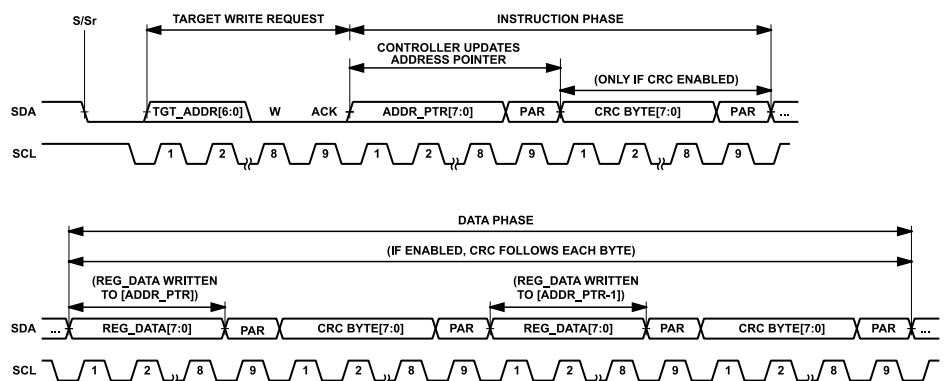 S/Sr
TARGET WRITE REQUEST
INSTRUCTION PHASE
CONTROLLER UPDATES
ADDRESS POINTER
(ONLY IF CRC ENABLED)
SDA TGT_ADDR[6:0] W ACK ADDR_PTR[7:0] PAR CRC BYTE[7:0] PAR ...
SCL 1 2 8 9 1 2 8 9 1 2 8 9
DATA PHASE
(IF ENABLED, CRC FOLLOWS EACH BYTE)
(REG_DATA WRITTEN
TO [ADDR_PTR])
(REG_DATA WRITTEN
TO [ADDR_PTR-1])
SDA ... REG_DATA[7:0] PAR CRC BYTE[7:0] PAR REG_DATA[7:0] PAR CRC BYTE[7:0] PAR ...
SCL 1 2 8 9 1 2 8 9 1 2 8 9 1 2 8 9